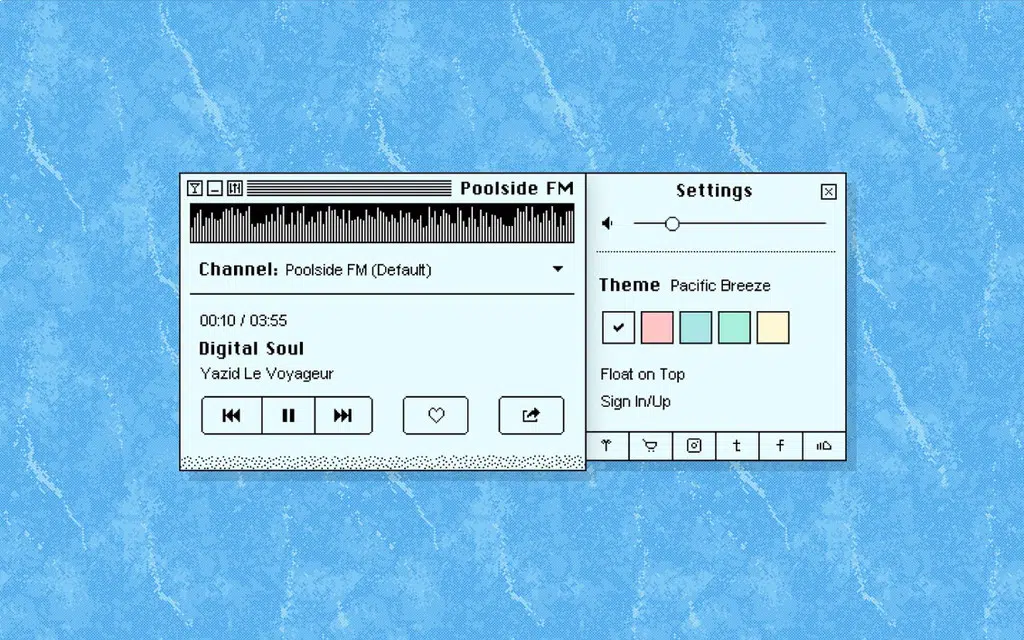 Poolside FM
Channel: Poolside FM (Default)
00:10 / 03:55
Digital Soul
Yazid Le Voyageur
Settings
Theme Pacific Breeze
Float on Top
Sign In/Up